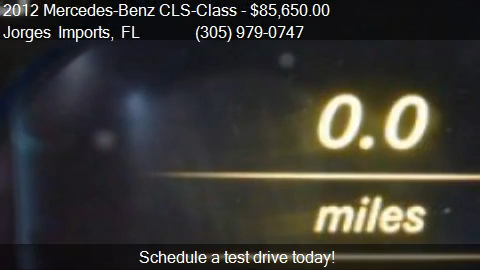 2012 Mercedes-Benz CLS-Class - $85,650.00
Jorges Imports, FL (305) 979-0747
0.0
miles
Schedule a test drive today!